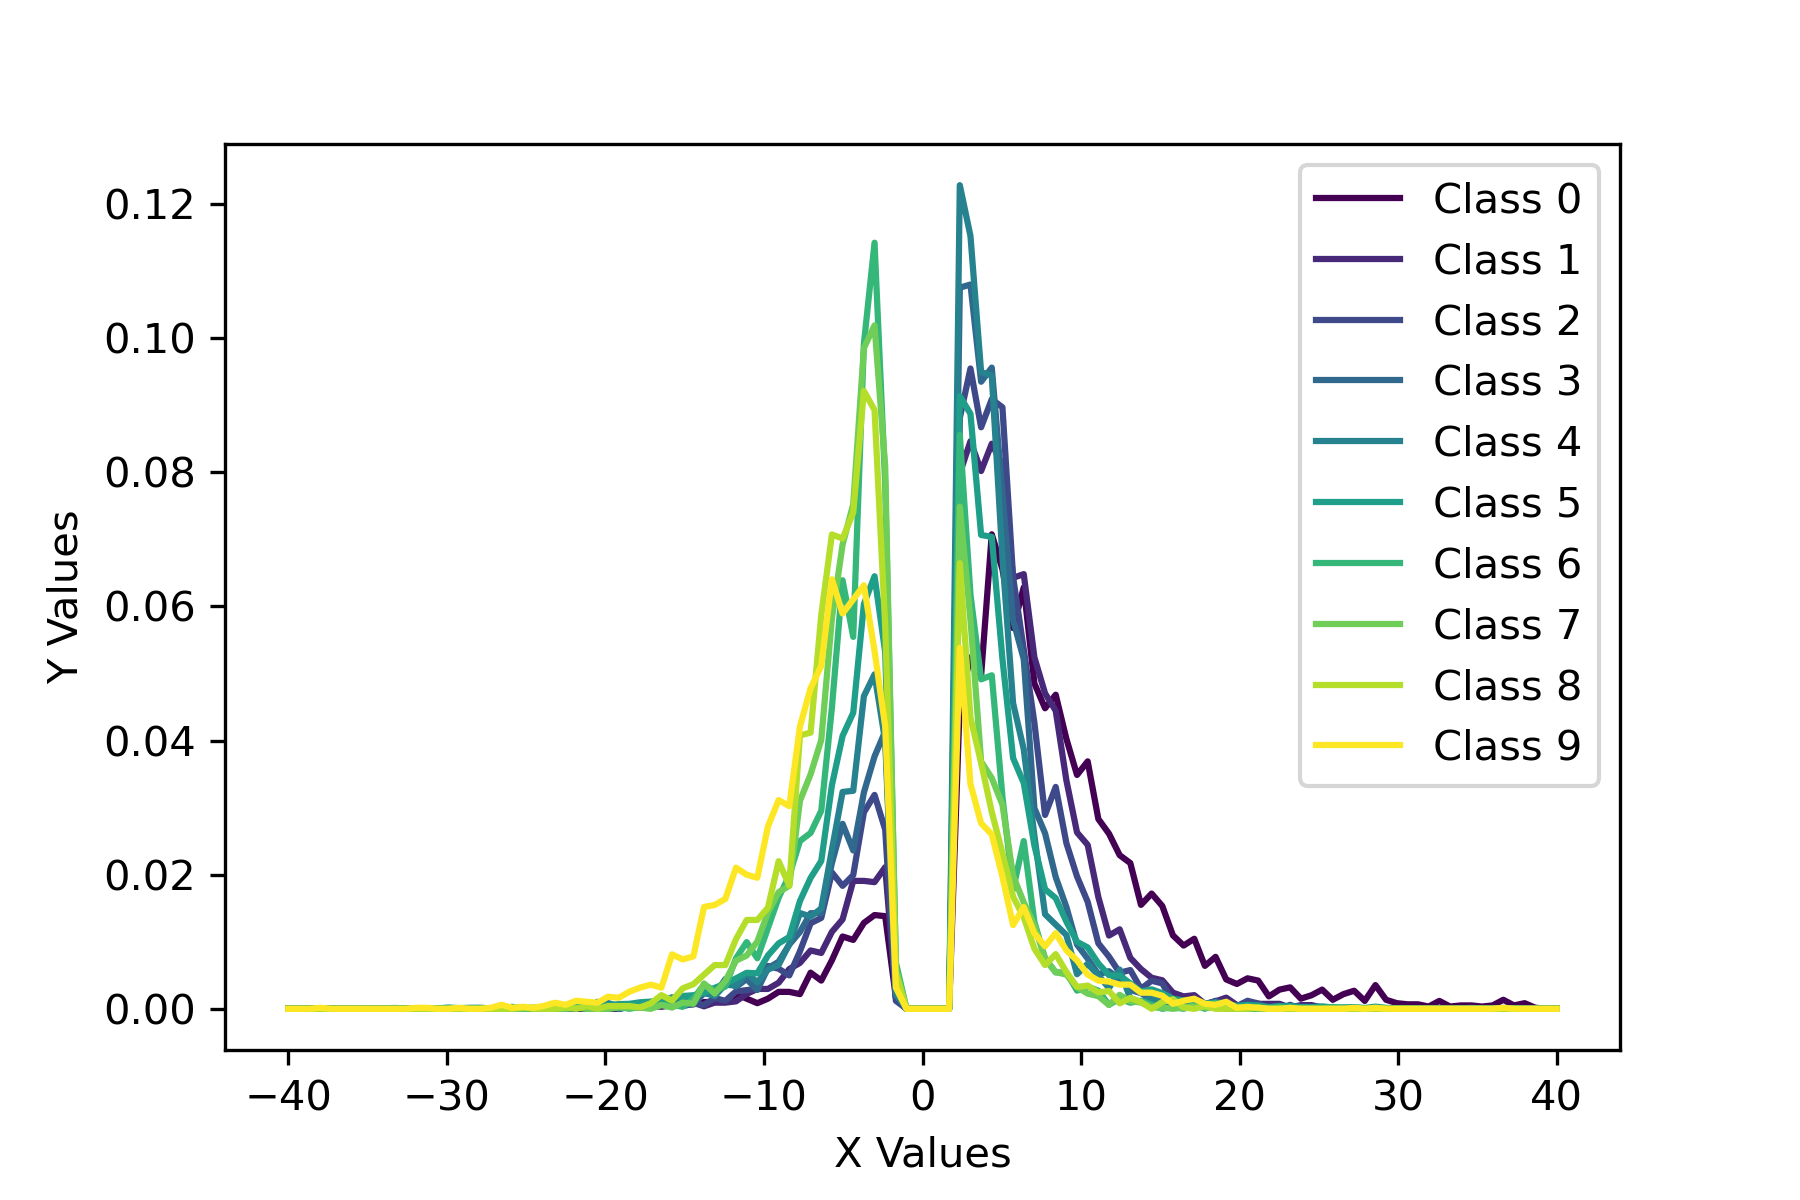 0.12
0.10
0.08
0.06
0.04
0.02
0.00
Y Values
−40 −30 −20 −10 0 10 20 30 40
X Values
Class 0
Class 1
Class 2
Class 3
Class 4
Class 5
Class 6
Class 7
Class 8
Class 9